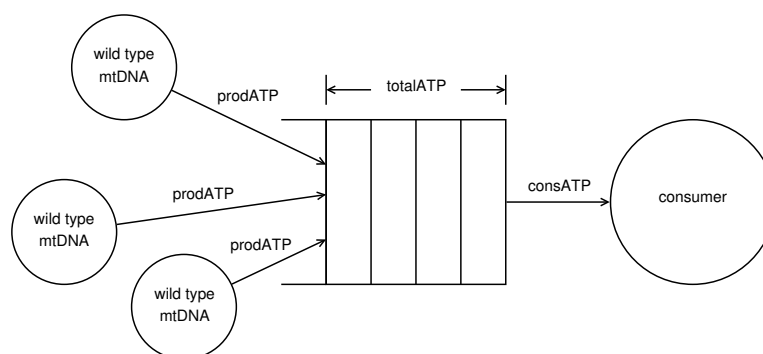 wild type
mtDNA
prodATP
totalATP
wild type
mtDNA
prodATP
prodATP
wild type
mtDNA
consATP
consumer